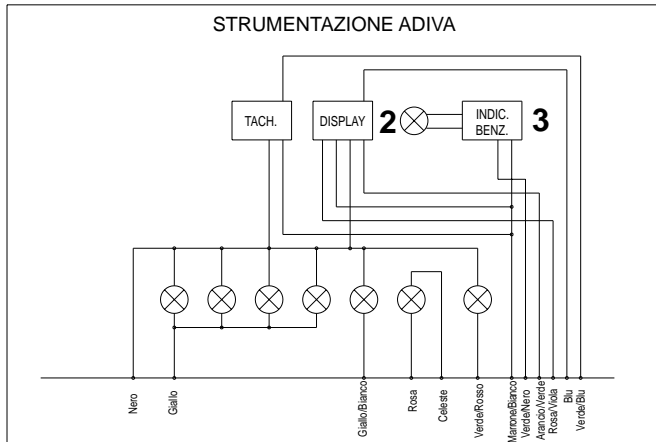 STRUMENTAZIONE ADIVA
TACH.
DISPLAY
2
INDIC.
BENZ.
3
Nero
Giallo
Giallo/Bianco
Rosa
Celeste
Verde/Rosso
Marrone/Bianco
Verde/Nero
Arancio/Verde
Rosa/Viola
Blu
Verde/Blu